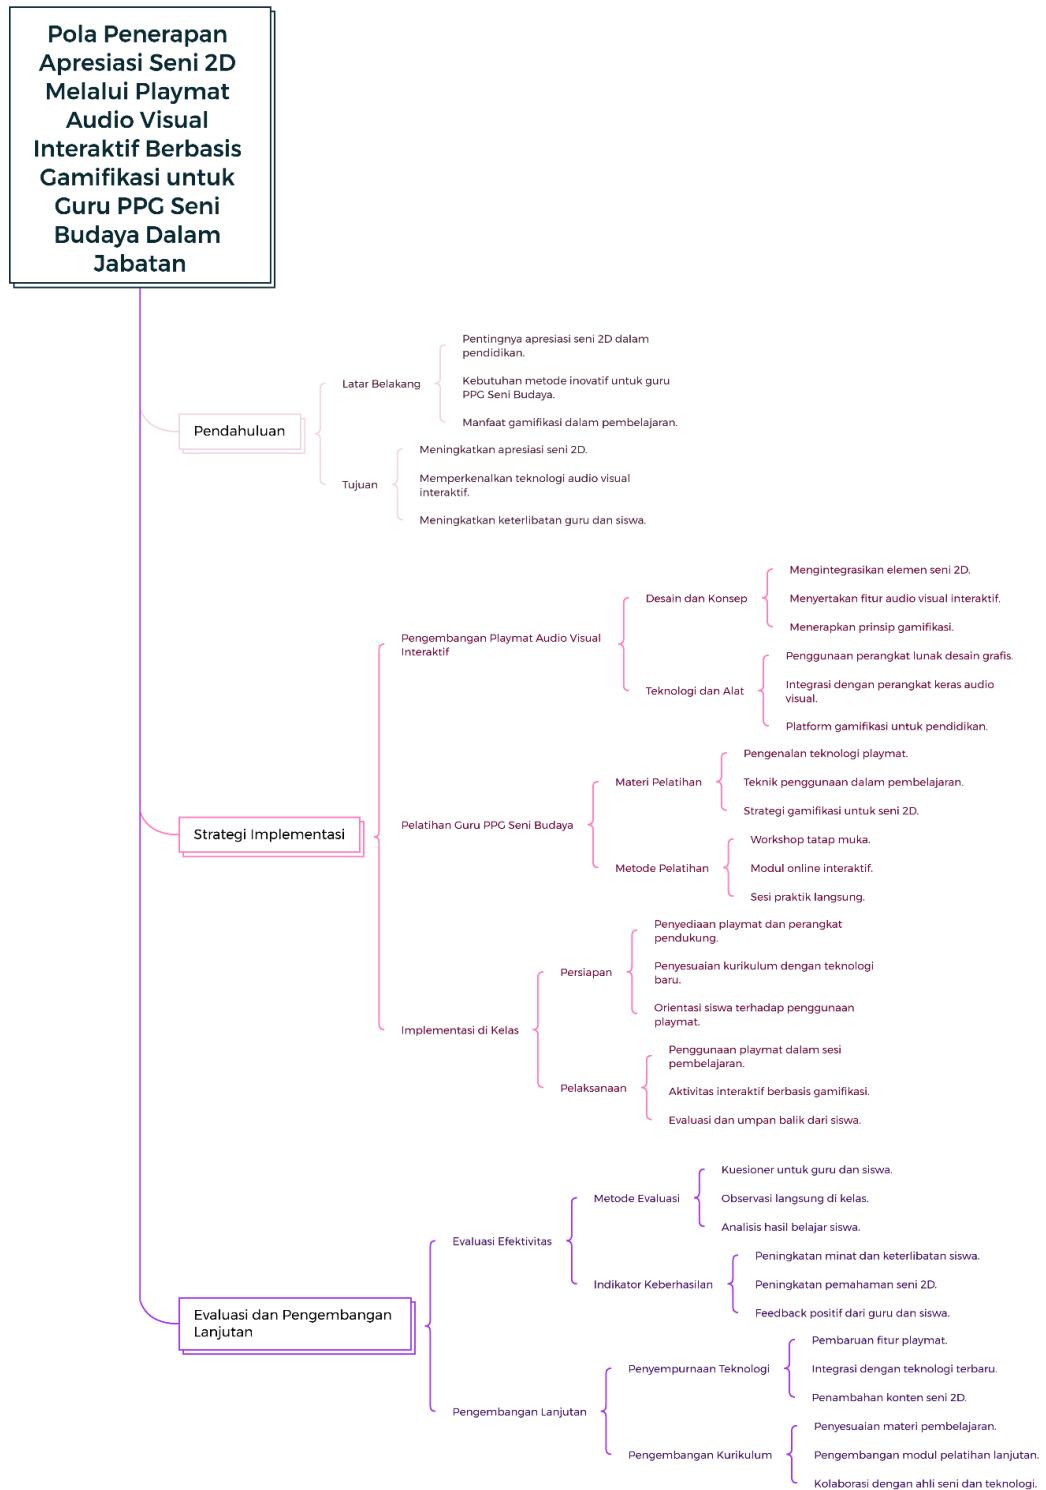 Pola Penerapan
Apresiasi Seni 2D
Melalui Playmat
Audio Visual
Interaktif Berbasis
Gamifikasi untuk
Guru PPG Seni
Budaya Dalam
Jabatan
Pendahuluan
Latar Belakang
Pentingnya apresiasi seni 2D dalam
pendidikan.
Kebutuhan metode inovatif untuk guru
PPG Seni Budaya.
Manfaat gamifikasi dalam pembelajaran.
Tujuan
Meningkatkan apresiasi seni 2D.
Memperkenalkan teknologi audio visual
interaktif.
Meningkatkan keterlibatan guru dan siswa.
Strategi Implementasi
Pengembangan Playmat Audio Visual
Interaktif
Desain dan Konsep
Mengintegrasikan elemen seni 2D.
Menyertakan fitur audio visual interaktif.
Menerapkan prinsip gamifikasi.
Teknologi dan Alat
Penggunaan perangkat lunak desain grafis.
Integrasi dengan perangkat keras audio
visual.
Platform gamifikasi untuk pendidikan.
Pelatihan Guru PPG Seni Budaya
Materi Pelatihan
Pengenalan teknologi playmat.
Teknik penggunaan dalam pembelajaran.
Strategi gamifikasi untuk seni 2D.
Metode Pelatihan
Workshop tatap muka.
Modul online interaktif.
Sesi praktik langsung.
Implementasi di Kelas
Persiapan
Penyediaan playmat dan perangkat
pendukung.
Penyesuaian kurikulum dengan teknologi
baru.
Orientasi siswa terhadap penggunaan
playmat.
Pelaksanaan
Penggunaan playmat dalam sesi
pembelajaran.
Aktivitas interaktif berbasis gamifikasi.
Evaluasi dan umpan balik dari siswa.
Evaluasi dan Pengembangan
Lanjutan
Evaluasi Efektivitas
Metode Evaluasi
Kuesioner untuk guru dan siswa.
Observasi langsung di kelas.
Analisis hasil belajar siswa.
Indikator Keberhasilan
Peningkatan minat dan keterlibatan siswa.
Peningkatan pemahaman seni 2D.
Feedback positif dari guru dan siswa.
Pengembangan Lanjutan
Penyempurnaan Teknologi
Pembaruan fitur playmat.
Integrasi dengan teknologi terbaru.
Penambahan konten seni 2D.
Pengembangan Kurikulum
Penyesuaian materi pembelajaran.
Pengembangan modul pelatihan lanjutan.
Kolaborasi dengan ahli seni dan teknologi.